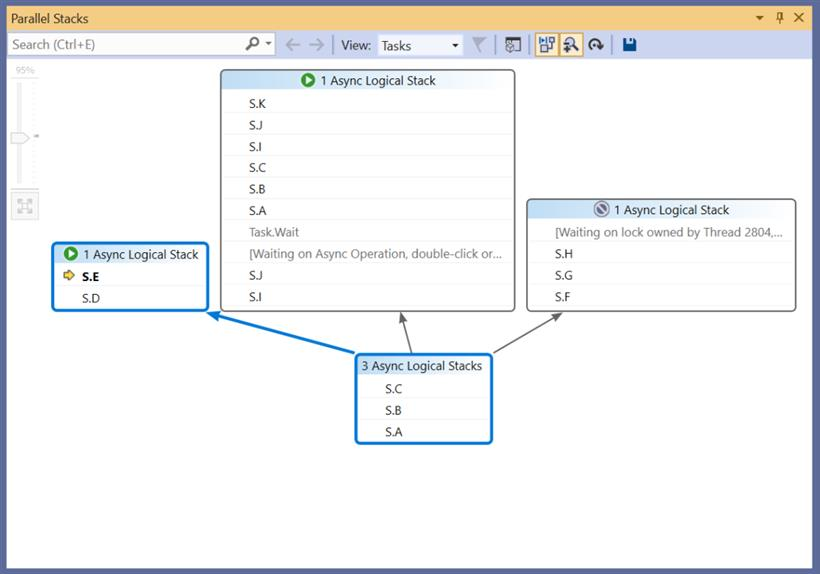 Parallel Stacks
Search (Ctrl+E)
View: Tasks
95%
1 Async Logical Stack
S.K
S.J
S.I
S.C
S.B
S.A
Task.Wait
[Waiting on Async Operation, double-click or...
S.J
S.I
1 Async Logical Stack
[Waiting on lock owned by Thread 2804,...
S.H
S.G
S.F
1 Async Logical Stack
S.E
S.D
3 Async Logical Stacks
S.C
S.B
S.A